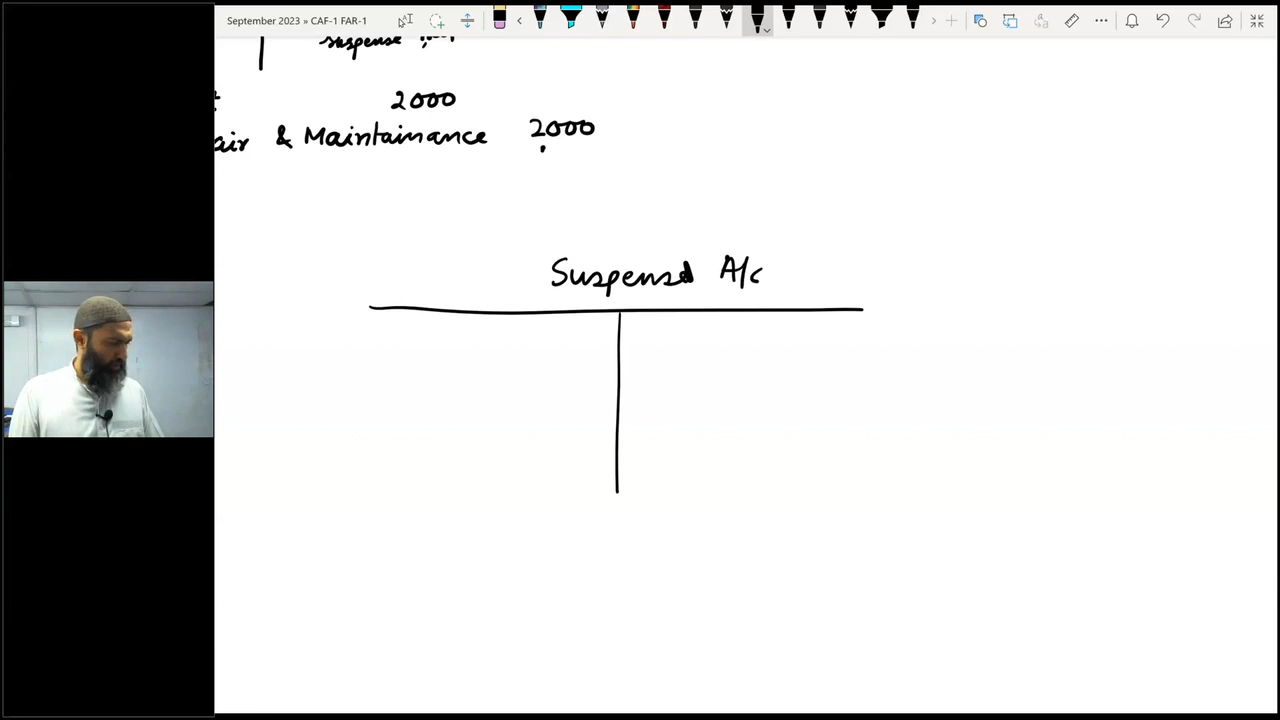 September 2023 » CAF-1 FAR-1
suspense
2000
air & Maintainance 2000
Suspense A/c